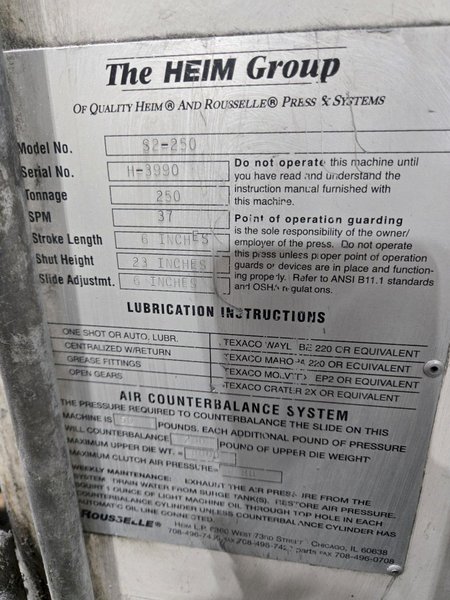 The HEIM Group
OF QUALITY HEIM® AND ROUSSELLE® PRESS & SYSTEMS
Model No. S2-250
Serial No. H-3990
Tonnage 250
SPM 37
Stroke Length 6 INCHES
Shut Height 23 INCHES
Slide Adjustmt. 6 INCHES
Do not operate this machine until
you have read and understand the
instruction manual furnished with
this machine.
Point of operation guarding
is the sole responsibility of the owner/
employer of the press. Do not operate
this press unless proper point of operation
guards or devices are in place and function-
ing properly. Refer to ANSI B11.1 standards
and OSHA regulations.
LUBRICATION INSTRUCTIONS
ONE SHOT OR AUTO, LUBR. TEXACO 220 OR EQUIVALENT
CENTRALIZED W/RETURN TEXACO 220 OR EQUIVALENT
GREASE FITTINGS TEXACO EP2 OR EQUIVALENT
OPEN GEARS TEXACO CRATER 2X OR EQUIVALENT
AIR COUNTERBALANCE SYSTEM
THE PRESSURE REQUIRED TO COUNTERBALANCE THE SLIDE ON THIS
MACHINE IS POUNDS. EACH ADDITIONAL POUND OF PRESSURE
WILL COUNTERBALANCE POUND OF UPPER DIE WEIGHT
MAXIMUM UPPER DIE WT. =
MAXIMUM CLUTCH AIR PRESSURE
WEEKLY MAINTENANCE: EXHAUST THE AIR PRESSURE FROM THE
SYSTEM DRAIN WATER FROM SURGE TANK(S). RESTORE AIR PRESSURE.
SQUIRT 1 OUNCE OF LIGHT MACHINE OIL THROUGH TOP HOLE IN EACH
COUNTERBALANCE CYLINDER UNLESS COUNTERBALANCE CYLINDER HAS
AUTOMATIC OIL LINE CONNECTED.
ROUSSELLE® HEIM L.P. 73RD STREET CHICAGO, IL 60638
parts FAX 708-496-0708